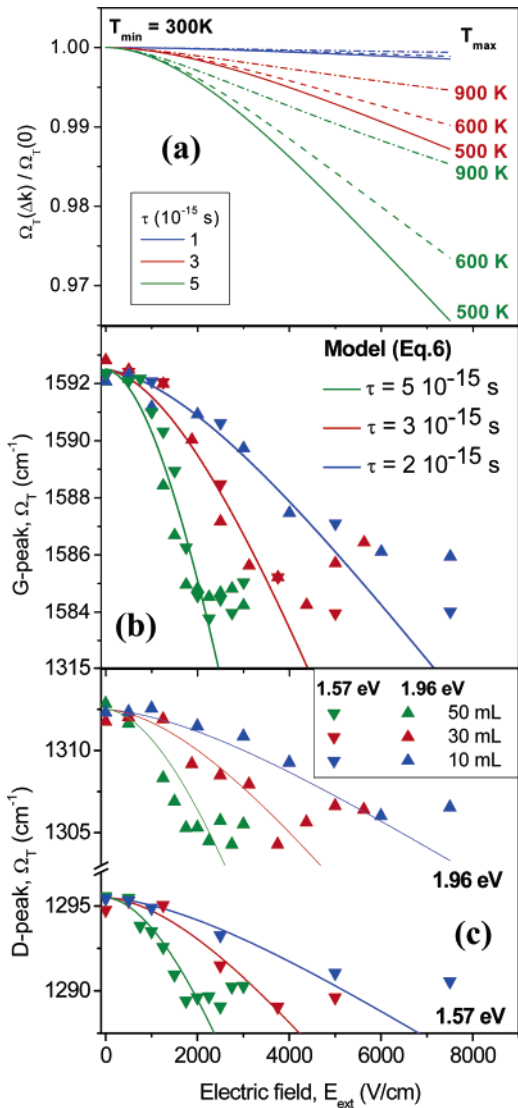 T_min = 300K
T_max
1.00
0.99
0.98
0.97
Ω_T(Δk) / Ω_T(0)
900 K
600 K
500 K
900 K
600 K
500 K
(a)
τ (10^-15 s)
1
3
5
Model (Eq.6)
τ = 5 10^-15 s
τ = 3 10^-15 s
τ = 2 10^-15 s
1592
1590
1588
1586
1584
G-peak, Ω_T (cm^-1)
(b)
1315
1310
1305
1295
1290
D-peak, Ω_T (cm^-1)
1.57 eV 1.96 eV
50 mL
30 mL
10 mL
1.96 eV
(c)
1.57 eV
0 2000 4000 6000 8000
Electric field, E_ext (V/cm)